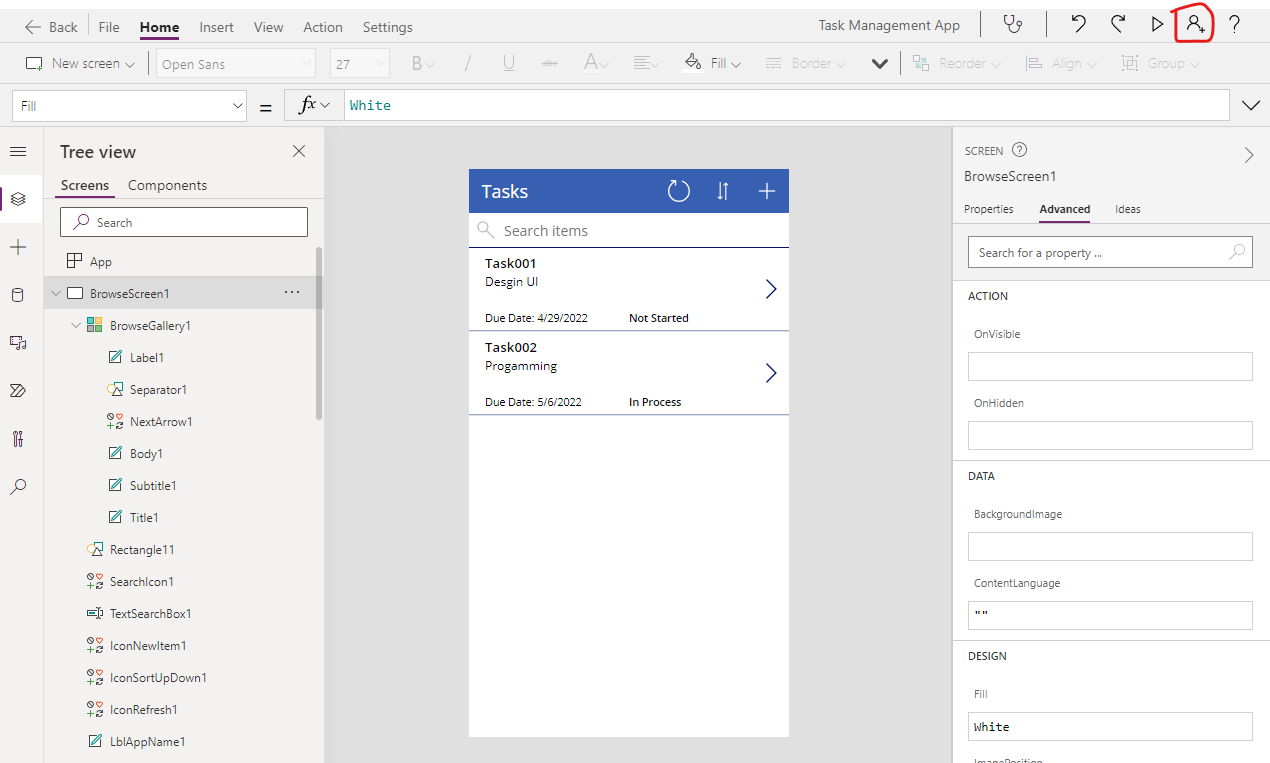 Back File Home Insert View Action Settings Task Management App
New screen Open Sans 27 B I U abc A Fill Border Reorder Align Group
Fill = fx White
Tree view
Screens Components
Search
App
BrowseScreen1
BrowseGallery1
Label1
Separator1
NextArrow1
Body1
Subtitle1
Title1
Rectangle11
SearchIcon1
TextSearchBox1
IconNewItem1
IconSortUpDown1
IconRefresh1
LblAppName1
Tasks
Search items
Task001
Desgin UI
Due Date: 4/29/2022 Not Started
Task002
Progamming
Due Date: 5/6/2022 In Process
SCREEN
BrowseScreen1
Properties Advanced Ideas
Search for a property ...
ACTION
OnVisible
OnHidden
DATA
BackgroundImage
ContentLanguage
""
DESIGN
Fill
White
ImagePosition